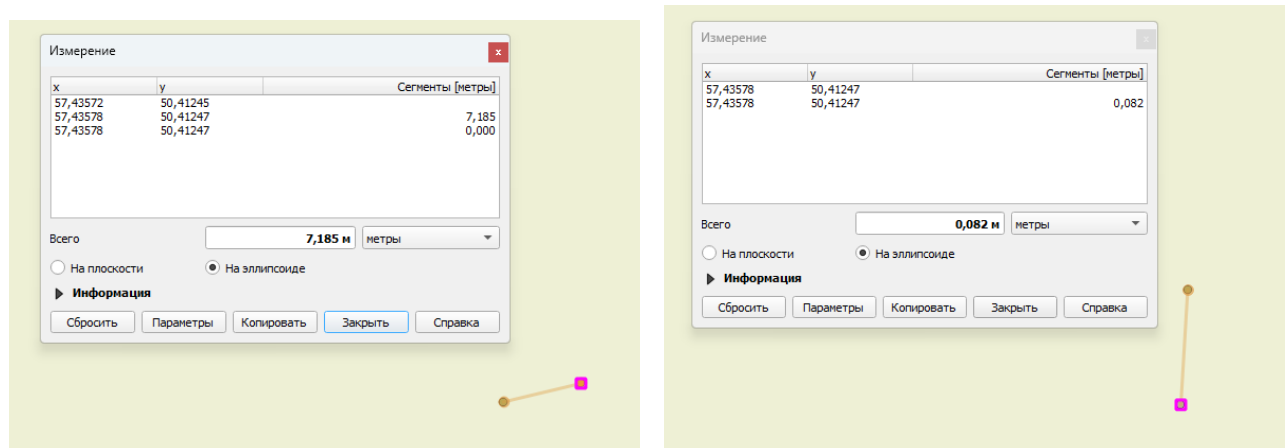 Измерение x
x y Сегменты [метры]
57,43572 50,41245
57,43578 50,41247 7,185
57,43578 50,41247 0,000
Всего 7,185 м метры
На плоскости На эллипсоиде
Информация
Сбросить Параметры Копировать Закрыть Справка
Измерение x
x y Сегменты [метры]
57,43578 50,41247
57,43578 50,41247 0,082
Всего 0,082 м метры
На плоскости На эллипсоиде
Информация
Сбросить Параметры Копировать Закрыть Справка